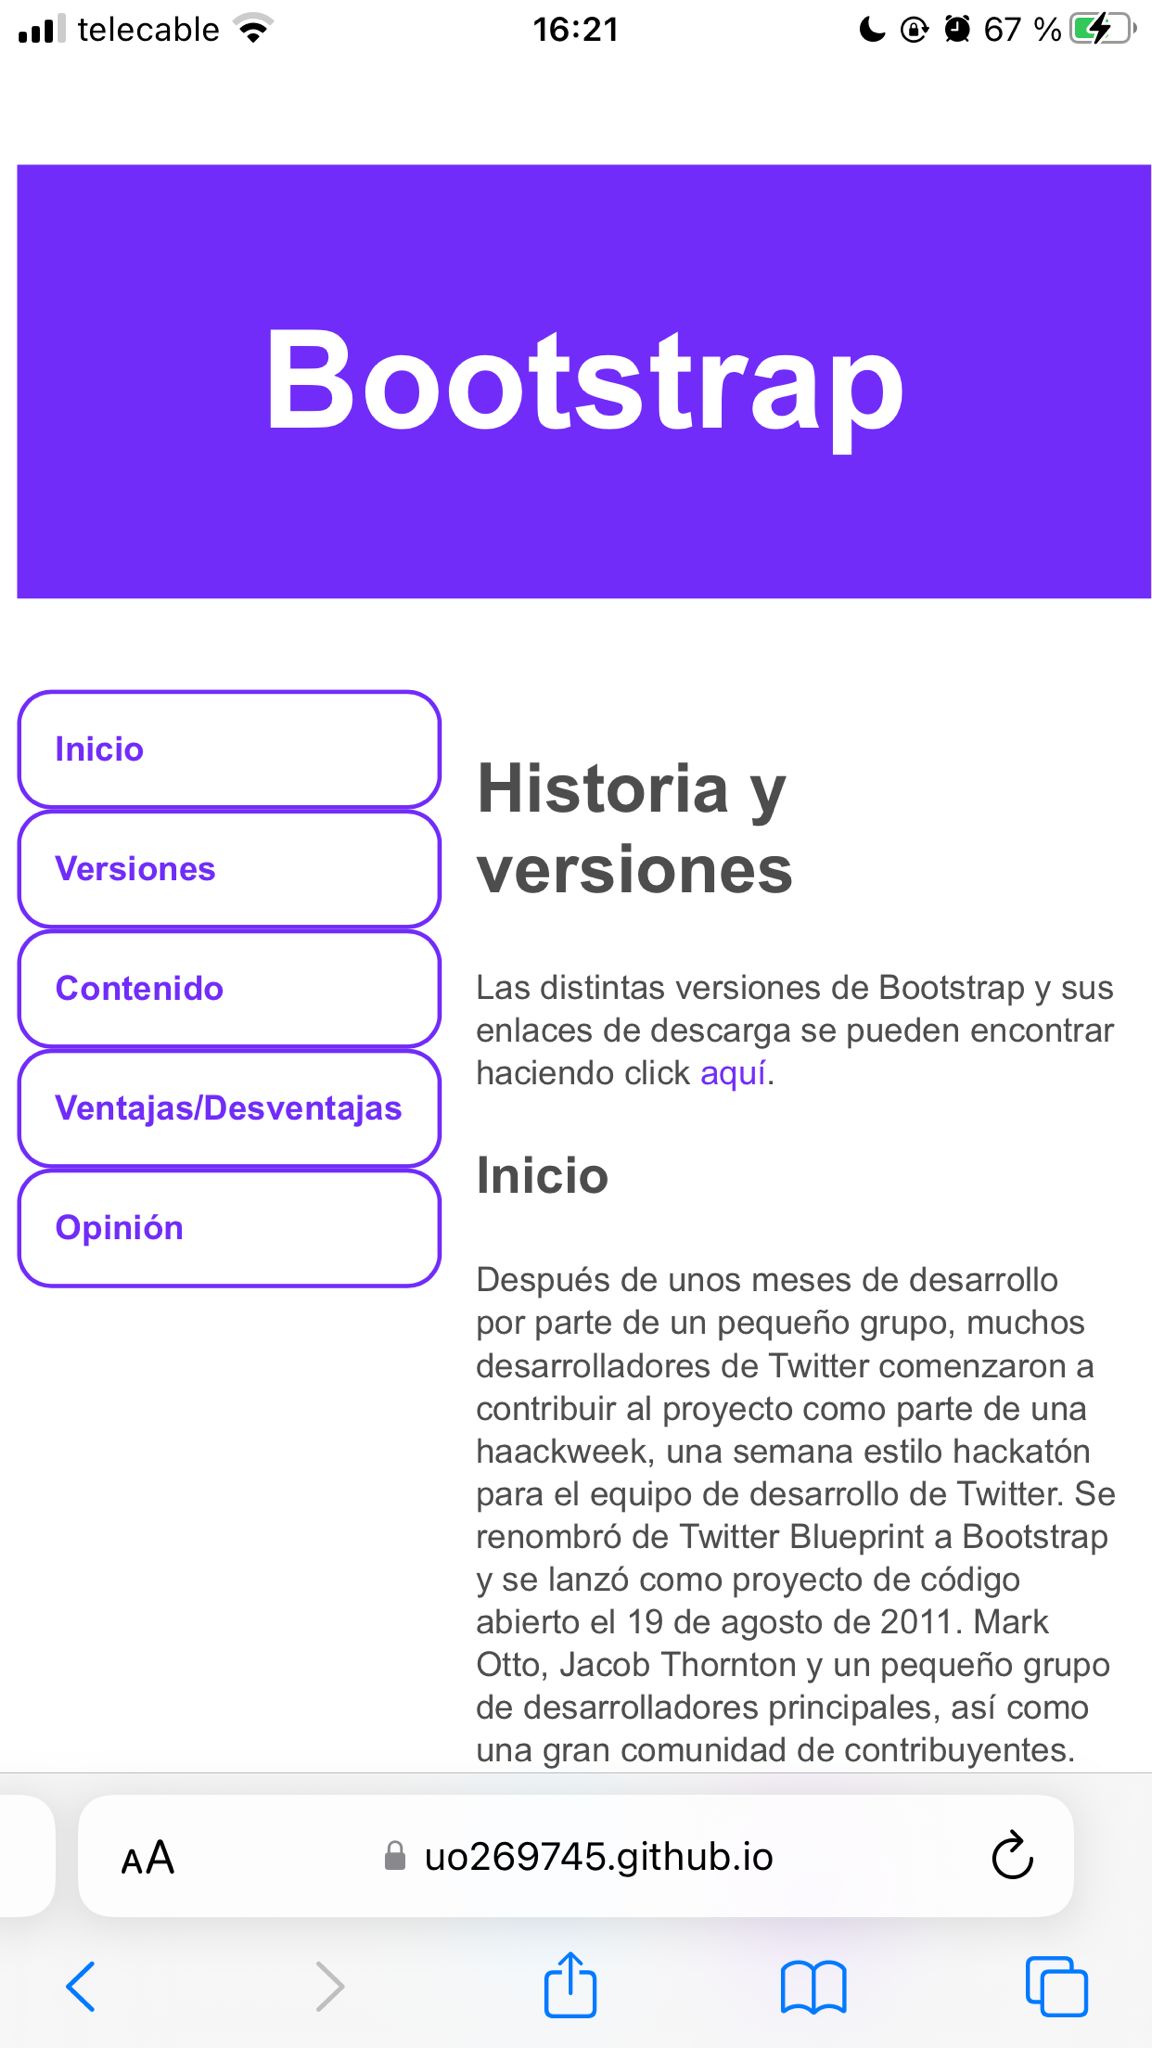 telecable
16:21
67 %
Bootstrap
Inicio
Versiones
Contenido
Ventajas/Desventajas
Opinión
Historia y
versiones
Las distintas versiones de Bootstrap y sus
enlaces de descarga se pueden encontrar
haciendo click aquí.
Inicio
Después de unos meses de desarrollo
por parte de un pequeño grupo, muchos
desarrolladores de Twitter comenzaron a
contribuir al proyecto como parte de una
haackweek, una semana estilo hackatón
para el equipo de desarrollo de Twitter. Se
renombró de Twitter Blueprint a Bootstrap
y se lanzó como proyecto de código
abierto el 19 de agosto de 2011. Mark
Otto, Jacob Thornton y un pequeño grupo
de desarrolladores principales, así como
una gran comunidad de contribuyentes.
AA
uo269745.github.io